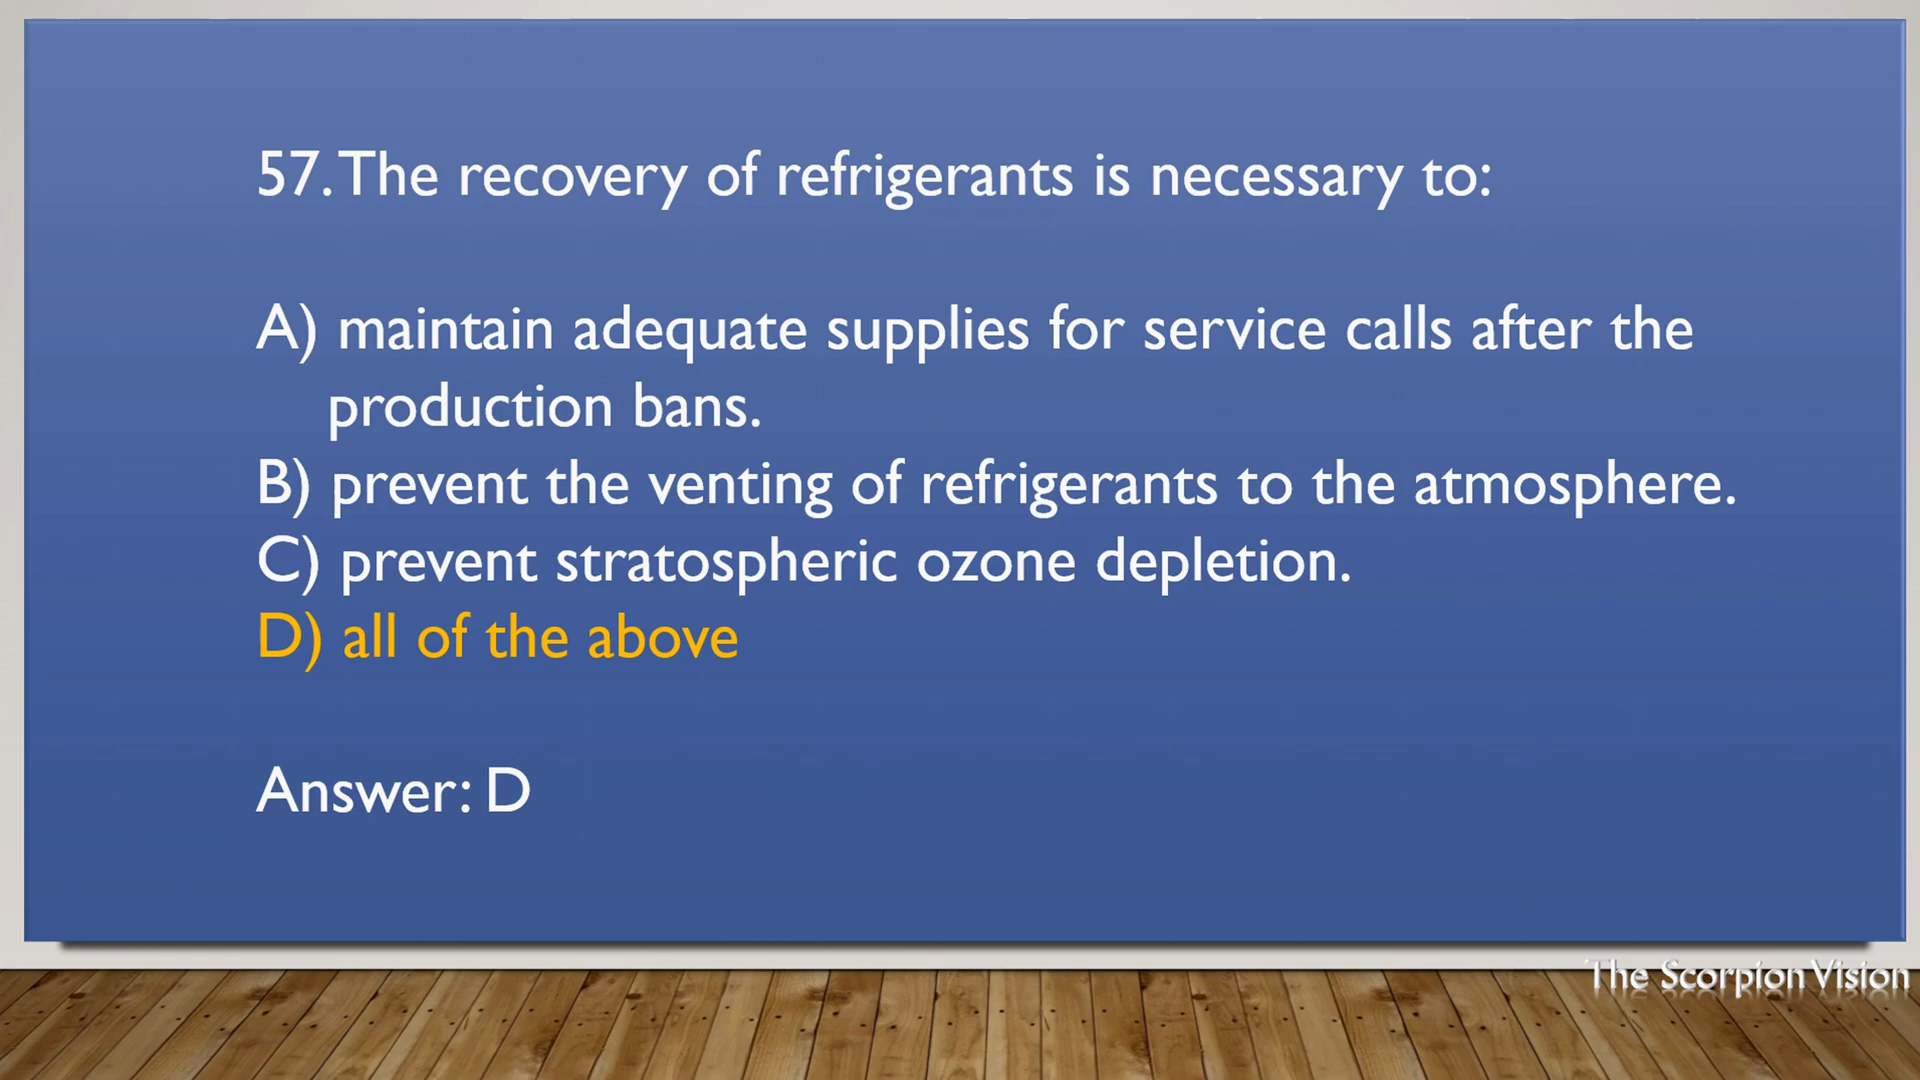 57. The recovery of refrigerants is necessary to:
A) maintain adequate supplies for service calls after the
production bans.
B) prevent the venting of refrigerants to the atmosphere.
C) prevent stratospheric ozone depletion.
D) all of the above
Answer: D
The Scorpion Vision